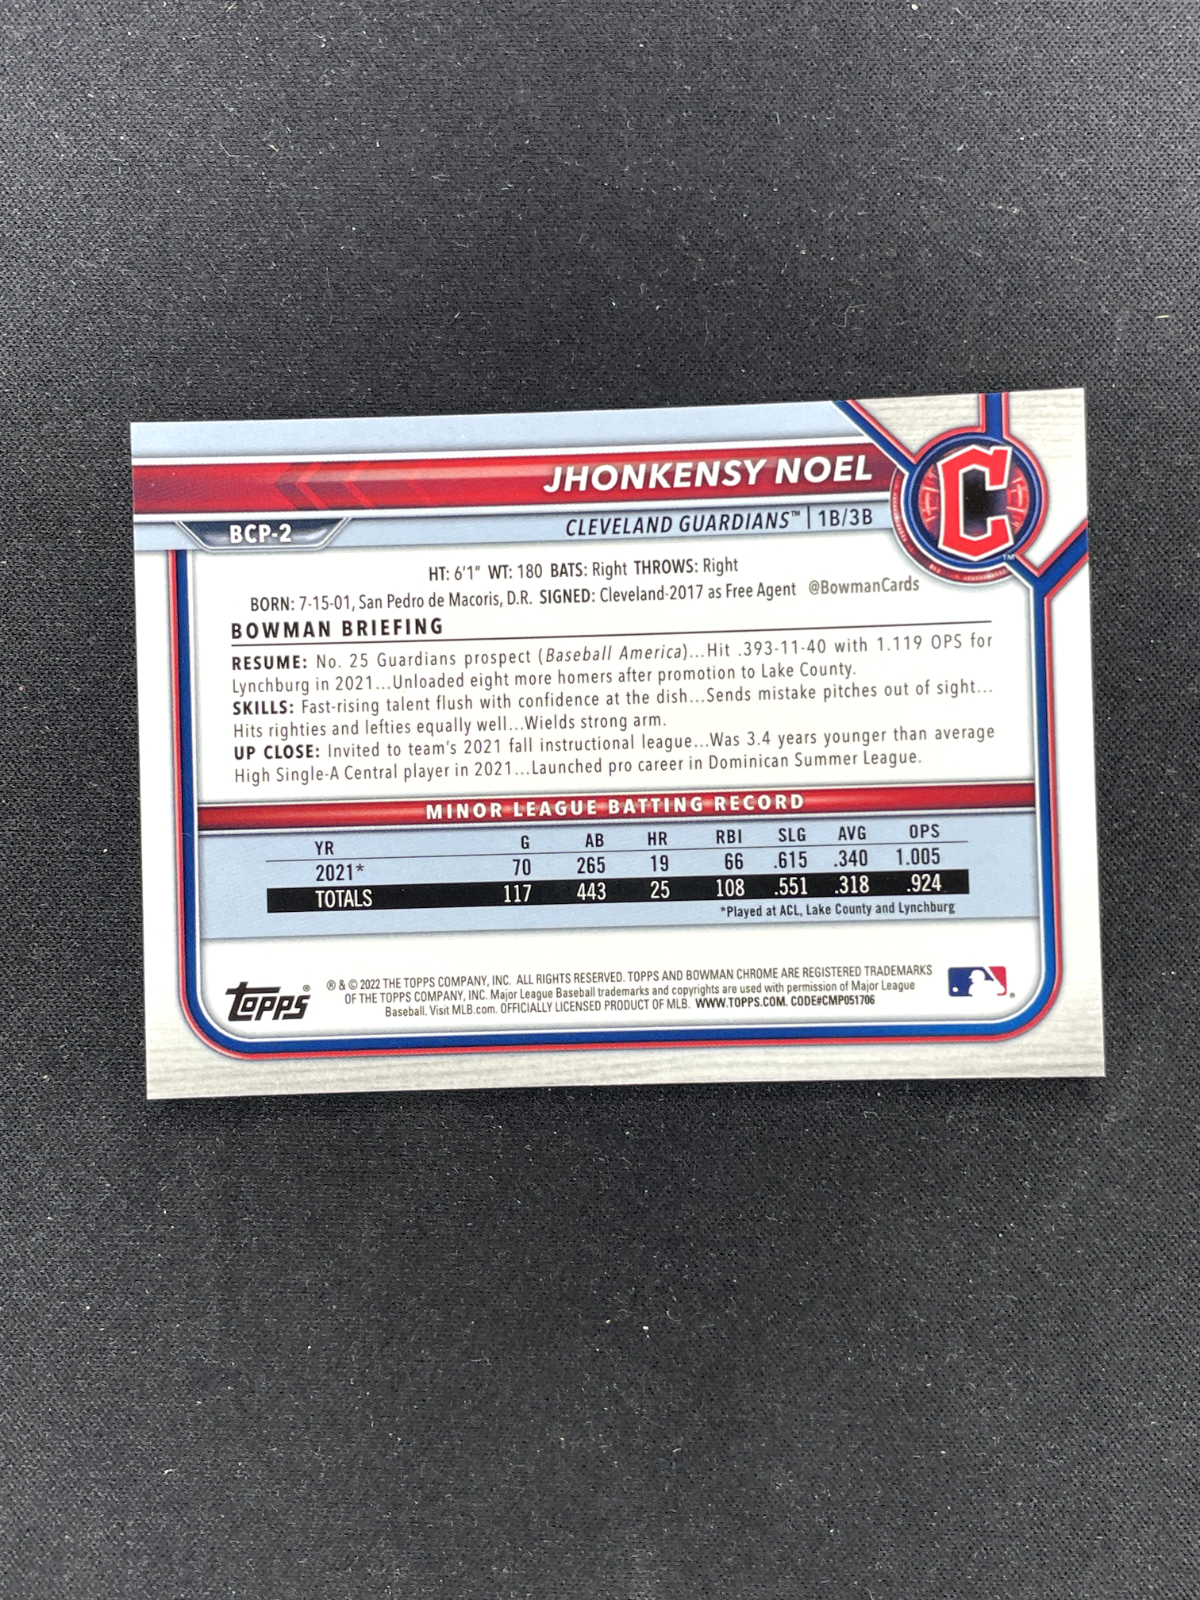 JHONKENSY NOEL
BCP-2
CLEVELAND GUARDIANS™ | 1B/3B
C
TM
HT: 6'1" WT: 180 BATS: Right THROWS: Right
BORN: 7-15-01, San Pedro de Macoris, D.R. SIGNED: Cleveland-2017 as Free Agent @BowmanCards
BOWMAN BRIEFING
RESUME: No. 25 Guardians prospect (Baseball America)...Hit .393-11-40 with 1.119 OPS for
Lynchburg in 2021...Unloaded eight more homers after promotion to Lake County.
SKILLS: Fast-rising talent flush with confidence at the dish...Sends mistake pitches out of sight...
Hits righties and lefties equally well...Wields strong arm.
UP CLOSE: Invited to team's 2021 fall instructional league...Was 3.4 years younger than average
High Single-A Central player in 2021...Launched pro career in Dominican Summer League.
MINOR LEAGUE BATTING RECORD
YR G AB HR RBI SLG AVG OPS
2021* 70 265 19 66 .615 .340 1.005
TOTALS 117 443 25 108 .551 .318 .924
*Played at ACL, Lake County and Lynchburg
Topps®
® & © 2022 THE TOPPS COMPANY, INC. ALL RIGHTS RESERVED. TOPPS AND BOWMAN CHROME ARE REGISTERED TRADEMARKS
OF THE TOPPS COMPANY, INC. Major League Baseball trademarks and copyrights are used with permission of Major League
Baseball. Visit MLB.com. OFFICIALLY LICENSED PRODUCT OF MLB. WWW.TOPPS.COM. CODE#CMP051706
®